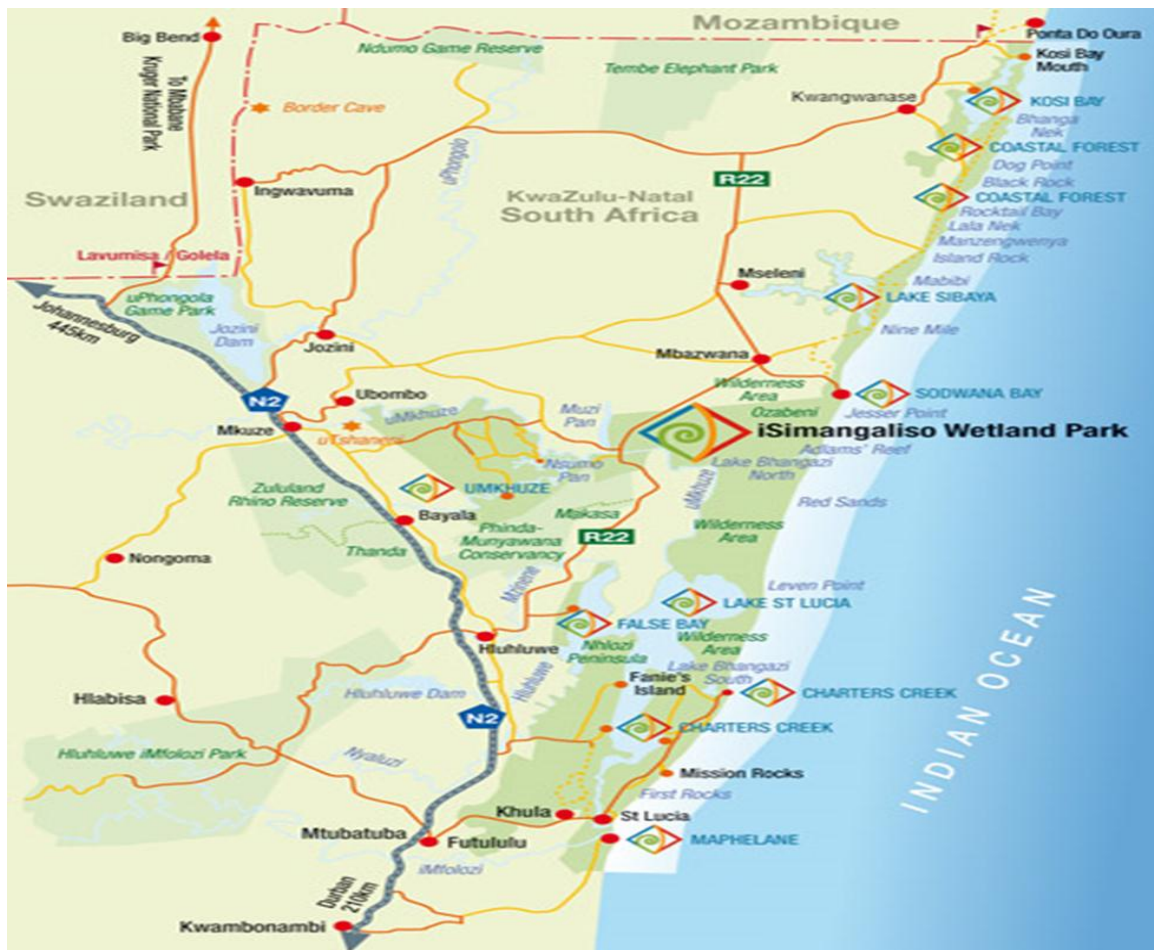 Mozambique
Big Bend
Ponta Do Oura
Ndumo Game Reserve
Kosi Bay
Mouth
Tembe Elephant Park
To Mbabane
Kruger National Park
Kwangwanase
KOSI BAY
Border Cave
Bhanga
Nek
COASTAL FOREST
uPhongolo
Dog Point
Black Rock
R22
Ingwavuma
Swaziland
KwaZulu-Natal
South Africa
COASTAL FOREST
Rocktail Bay
Lala Nek
Manzengwenya
Island Rock
Lavumisa / Golela
Mseleni
Mabibi
LAKE SIBAYA
uPhongola
Game Park
Johannesburg
445km
Jozini
Dam
Nine Mile
Jozini
Mbazwana
Wilderness
Area
SODWANA BAY
N2
Ubombo
uMkhuze
Muzi
Pan
Ozabeni
Jesser Point
Mkuze
uTshaneni
iSimangaliso Wetland Park
Adlams' Reef
Nsumo
Pan
Lake Bhangazi
North
Zululand
Rhino Reserve
UMKHUZE
uMkhuze
Red Sands
Bayala
Makasa
Phinda-
Munyawana
Conservancy
Wilderness
Area
R22
Thanda
Nongoma
Mzinene
Leven Point
LAKE ST LUCIA
FALSE BAY
Hluhluwe
Nhlozi
Peninsula
Wilderness
Area
Hluhluwe
Lake Bhangazi
South
Fanie's
Island
Hlabisa
Hluhluwe Dam
CHARTERS CREEK
N2
CHARTERS CREEK
INDIAN OCEAN
Hluhluwe iMfolozi Park
Nyaluzi
Mission Rocks
First Rocks
Khula
St Lucia
Mtubatuba
Futululu
MAPHELANE
iMfolozi
Durban
210km
Kwambonambi